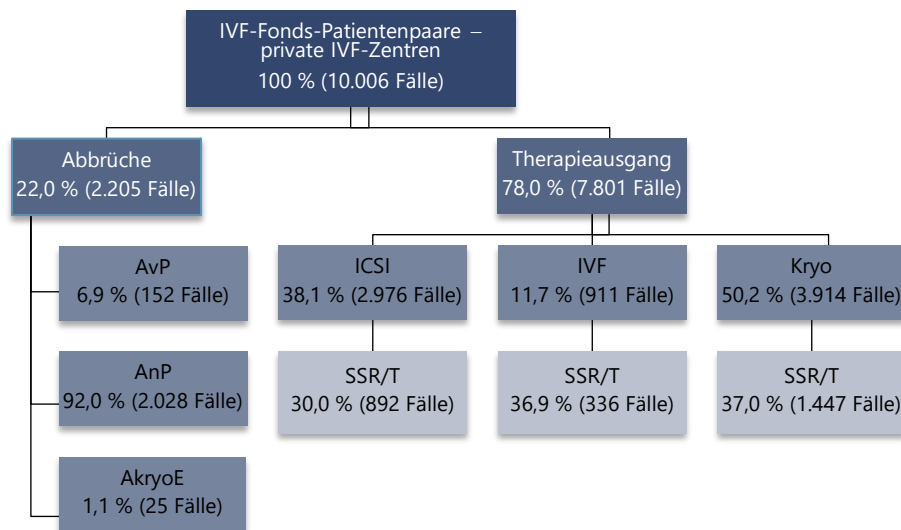 IVF-Fonds-Patientenpaare –
private IVF-Zentren
100 % (10.006 Fälle)
Abbrüche
22,0 % (2.205 Fälle)
Therapieausgang
78,0 % (7.801 Fälle)
AvP
6,9 % (152 Fälle)
ICSI
38,1 % (2.976 Fälle)
IVF
11,7 % (911 Fälle)
Kryo
50,2 % (3.914 Fälle)
AnP
92,0 % (2.028 Fälle)
SSR/T
30,0 % (892 Fälle)
SSR/T
36,9 % (336 Fälle)
SSR/T
37,0 % (1.447 Fälle)
AkryoE
1,1 % (25 Fälle)